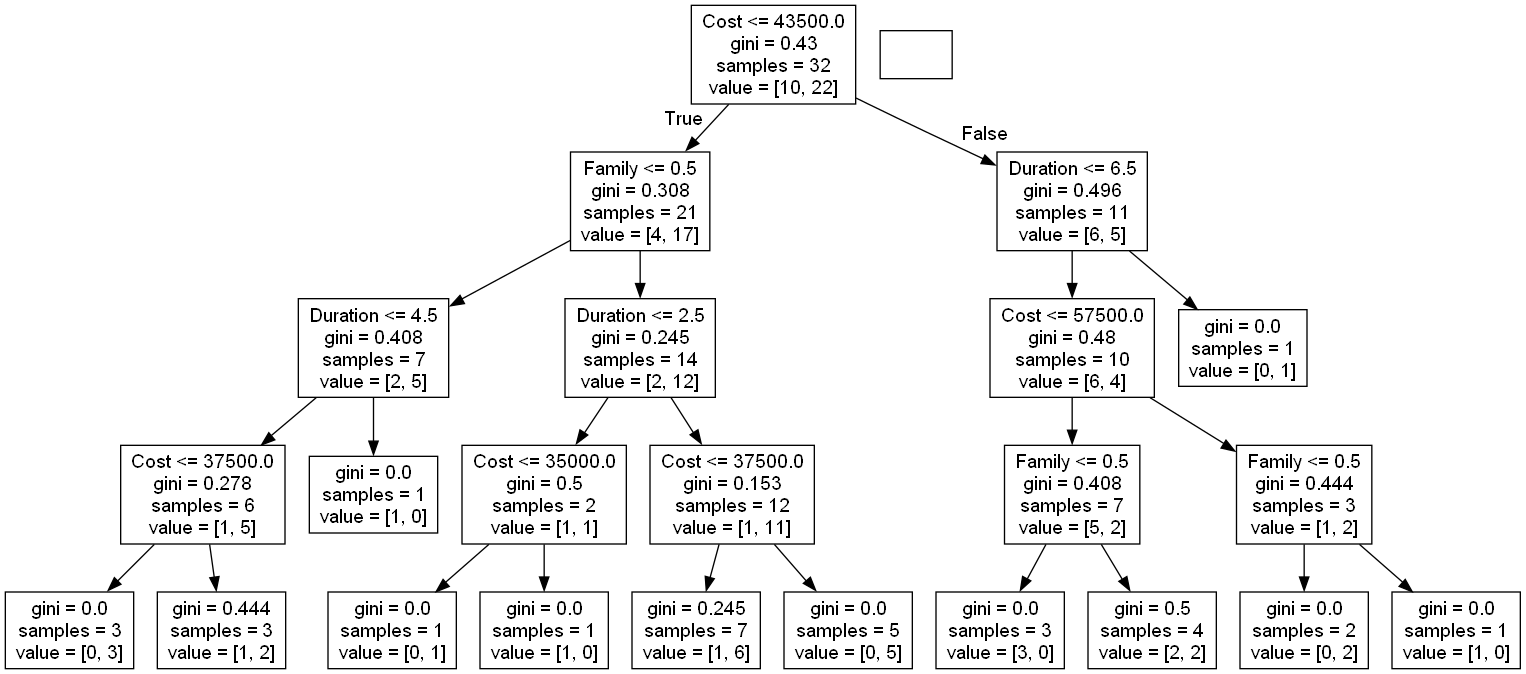 Cost <= 43500.0
gini = 0.43
samples = 32
value = [10, 22]
True
False
Family <= 0.5
gini = 0.308
samples = 21
value = [4, 17]
Duration <= 6.5
gini = 0.496
samples = 11
value = [6, 5]
Duration <= 4.5
gini = 0.408
samples = 7
value = [2, 5]
Duration <= 2.5
gini = 0.245
samples = 14
value = [2, 12]
Cost <= 57500.0
gini = 0.48
samples = 10
value = [6, 4]
gini = 0.0
samples = 1
value = [0, 1]
Cost <= 37500.0
gini = 0.278
samples = 6
value = [1, 5]
gini = 0.0
samples = 1
value = [1, 0]
Cost <= 35000.0
gini = 0.5
samples = 2
value = [1, 1]
Cost <= 37500.0
gini = 0.153
samples = 12
value = [1, 11]
Family <= 0.5
gini = 0.408
samples = 7
value = [5, 2]
Family <= 0.5
gini = 0.444
samples = 3
value = [1, 2]
gini = 0.0
samples = 3
value = [0, 3]
gini = 0.444
samples = 3
value = [1, 2]
gini = 0.0
samples = 1
value = [0, 1]
gini = 0.0
samples = 1
value = [1, 0]
gini = 0.245
samples = 7
value = [1, 6]
gini = 0.0
samples = 5
value = [0, 5]
gini = 0.0
samples = 3
value = [3, 0]
gini = 0.5
samples = 4
value = [2, 2]
gini = 0.0
samples = 2
value = [0, 2]
gini = 0.0
samples = 1
value = [1, 0]